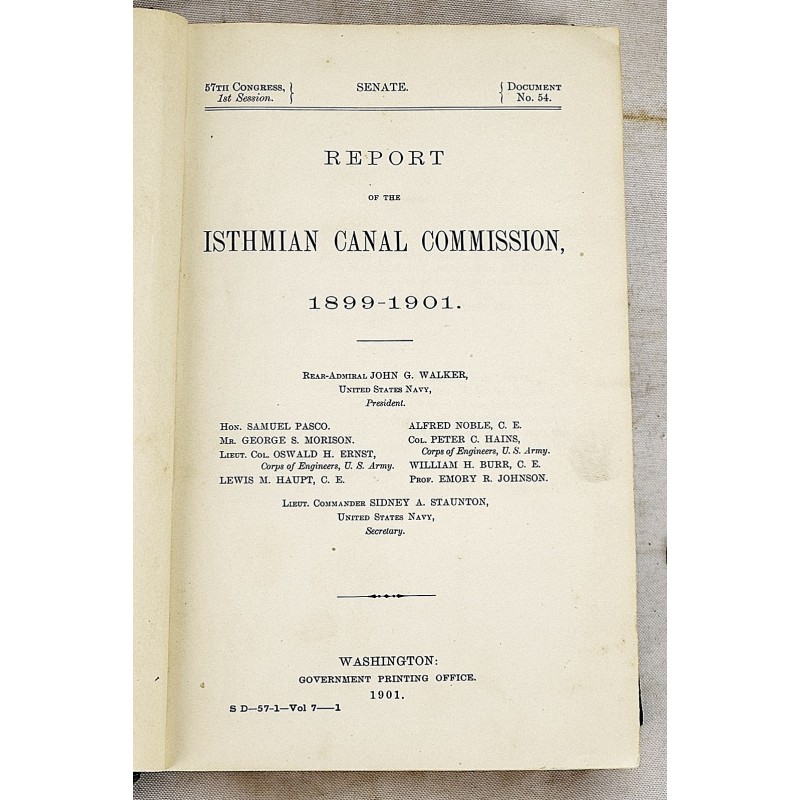 57TH CONGRESS, } SENATE. { DOCUMENT
1st Session. } { No. 54.
REPORT
OF THE
ISTHMIAN CANAL COMMISSION,
1899-1901.
REAR-ADMIRAL JOHN G. WALKER,
UNITED STATES NAVY,
President.
HON. SAMUEL PASCO. ALFRED NOBLE, C. E.
MR. GEORGE S. MORISON. COL. PETER C. HAINS,
LIEUT. COL. OSWALD H. ERNST, Corps of Engineers, U. S. Army.
Corps of Engineers, U. S. Army. WILLIAM H. BURR, C. E.
LEWIS M. HAUPT, C. E. PROF. EMORY R. JOHNSON.
LIEUT. COMMANDER SIDNEY A. STAUNTON,
UNITED STATES NAVY,
Secretary.
WASHINGTON:
GOVERNMENT PRINTING OFFICE.
1901.
S D—57-1—Vol 7——1